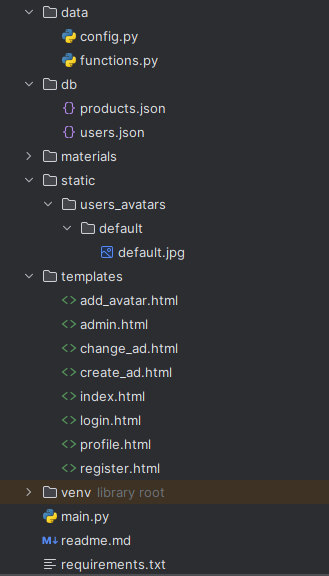 data
config.py
functions.py
db
{} products.json
{} users.json
materials
static
users_avatars
default
default.jpg
templates
<> add_avatar.html
<> admin.html
<> change_ad.html
<> create_ad.html
<> index.html
<> login.html
<> profile.html
<> register.html
venv library root
main.py
M↓ readme.md
requirements.txt